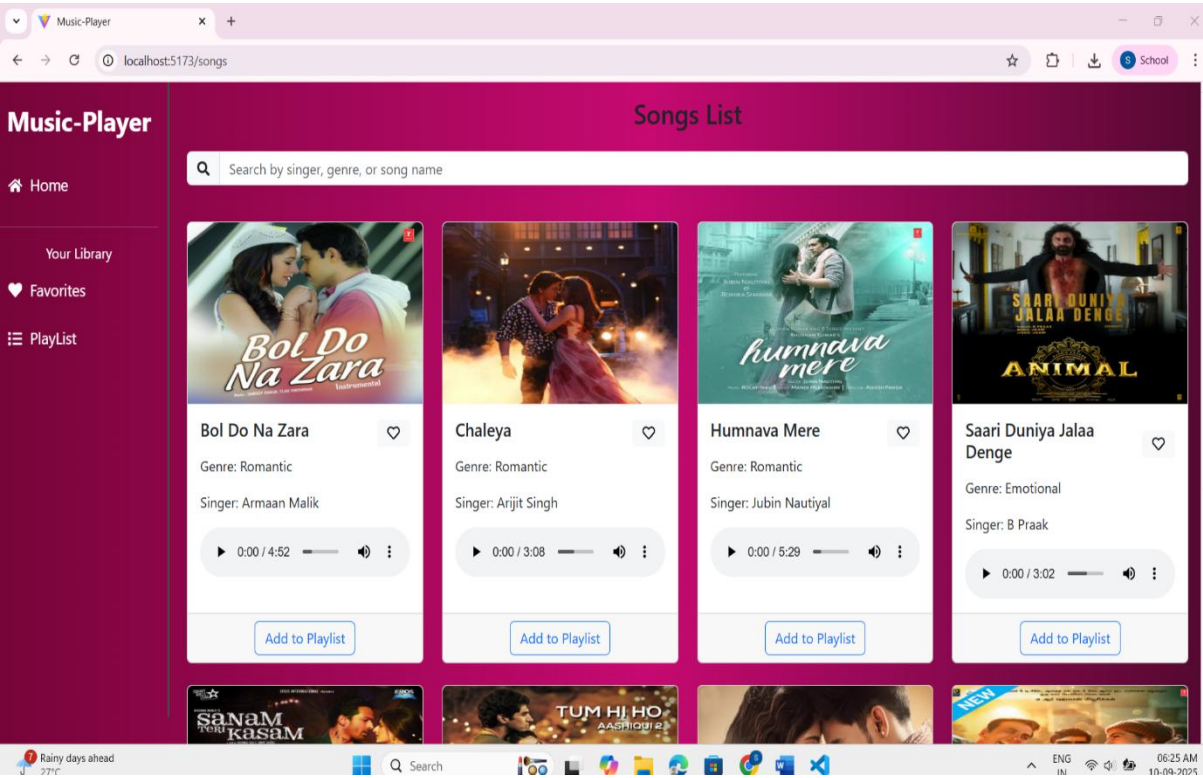 Music-Player
localhost:5173/songs
School
Music-Player
Home
Your Library
Favorites
PlayList
Songs List
Search by singer, genre, or song name
Bol Do
Na Zara
Instrumental
humnava
mere
SAARI DUNIYA
JALAA DENGE
ANIMAL
Bol Do Na Zara
Genre: Romantic
Singer: Armaan Malik
0:00 / 4:52
Add to Playlist
Chaleya
Genre: Romantic
Singer: Arijit Singh
0:00 / 3:08
Add to Playlist
Humnava Mere
Genre: Romantic
Singer: Jubin Nautiyal
0:00 / 5:29
Add to Playlist
Saari Duniya Jalaa
Denge
Genre: Emotional
Singer: B Praak
0:00 / 3:02
Add to Playlist
SANAM
TERI KASAM
EROS
TUM HI HO
AASHIQUI 2
NEW
7
Rainy days ahead
27°C
Search
ENG
IN
06:25 AM
10-09-2025